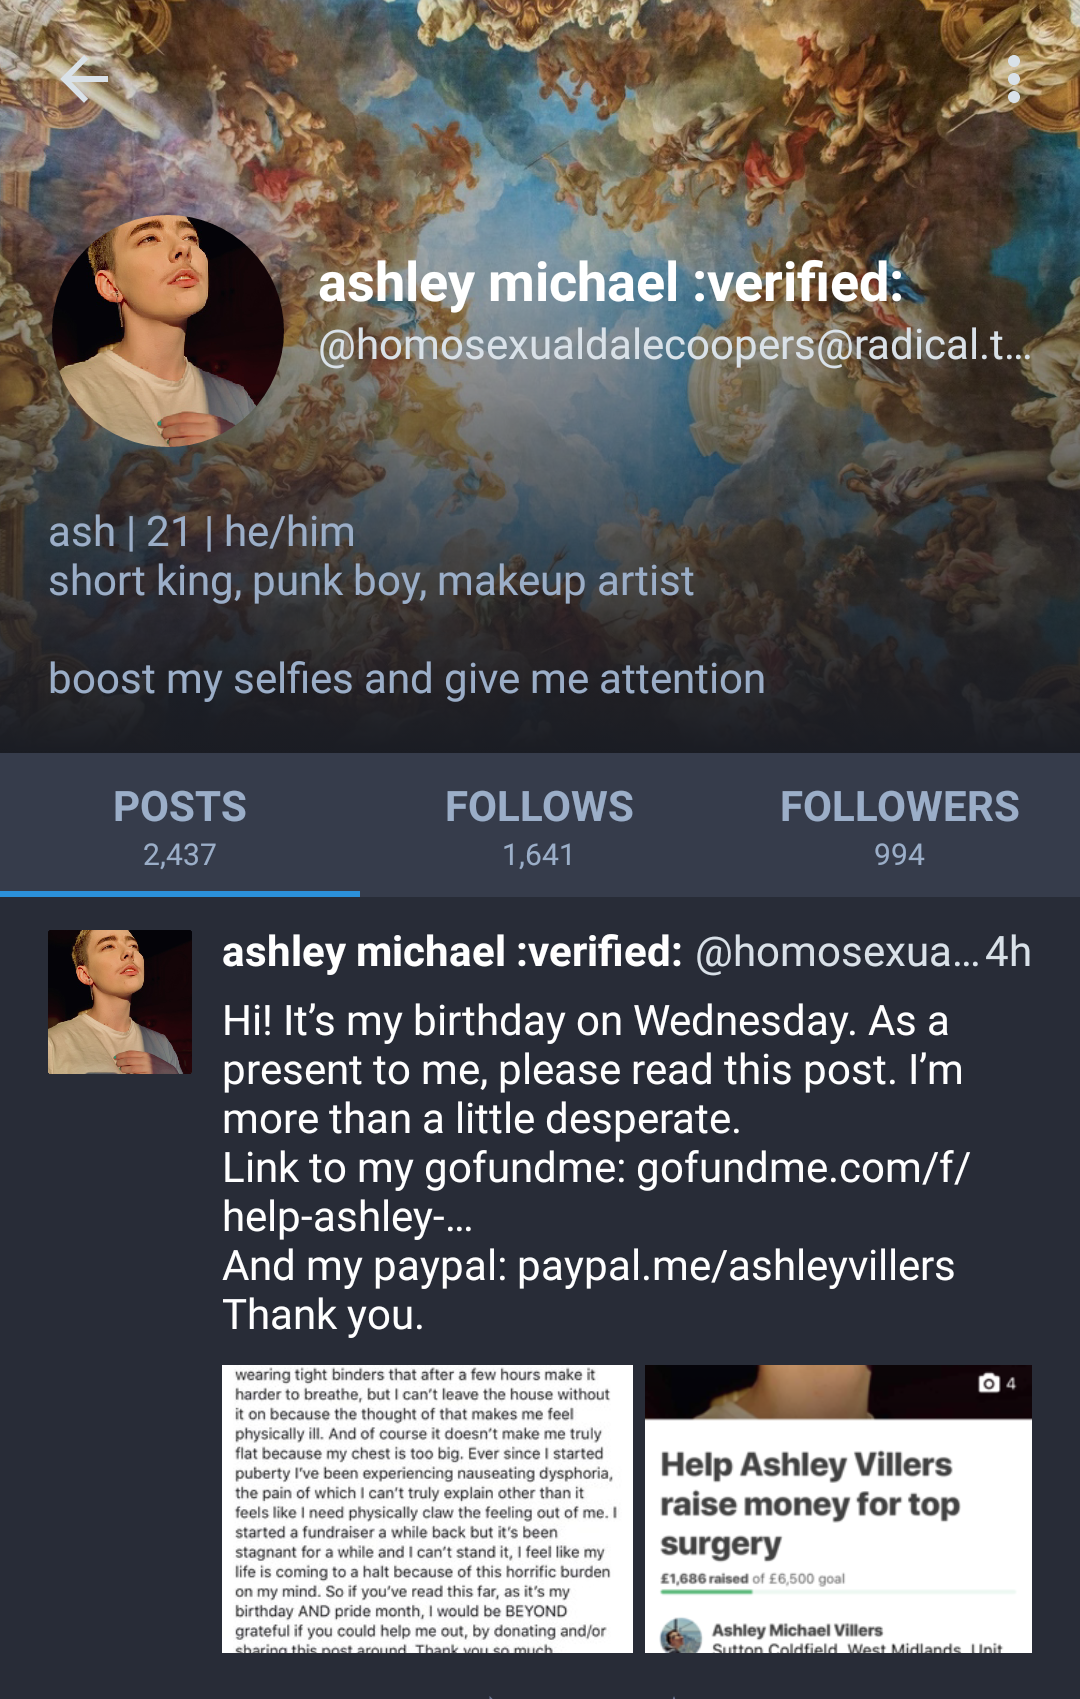 ashley michael :verified:
@homosexualdalecoopers@radical.t...
ash | 21 | he/him
short king, punk boy, makeup artist
boost my selfies and give me attention
POSTS
2,437
FOLLOWS
1,641
FOLLOWERS
994
ashley michael :verified: @homosexua... 4h
Hi! It’s my birthday on Wednesday. As a
present to me, please read this post. I’m
more than a little desperate.
Link to my gofundme: gofundme.com/f/
help-ashley-...
And my paypal: paypal.me/ashleyvillers
Thank you.
wearing tight binders that after a few hours make it
harder to breathe, but I can’t leave the house without
it on because the thought of that makes me feel
physically ill. And of course it doesn’t make me truly
flat because my chest is too big. Ever since I started
puberty I’ve been experiencing nauseating dysphoria,
the pain of which I can’t truly explain other than it
feels like I need physically claw the feeling out of me. I
started a fundraiser a while back but it’s been
stagnant for a while and I can’t stand it, I feel like my
life is coming to a halt because of this horrific burden
on my mind. So if you’ve read this far, as it’s my
birthday AND pride month, I would be BEYOND
grateful if you could help me out, by donating and/or
sharing this post around. Thank you so much
4
Help Ashley Villers
raise money for top
surgery
£1,686 raised of £6,500 goal
Ashley Michael Villers
Sutton Coldfield, West Midlands, Unit